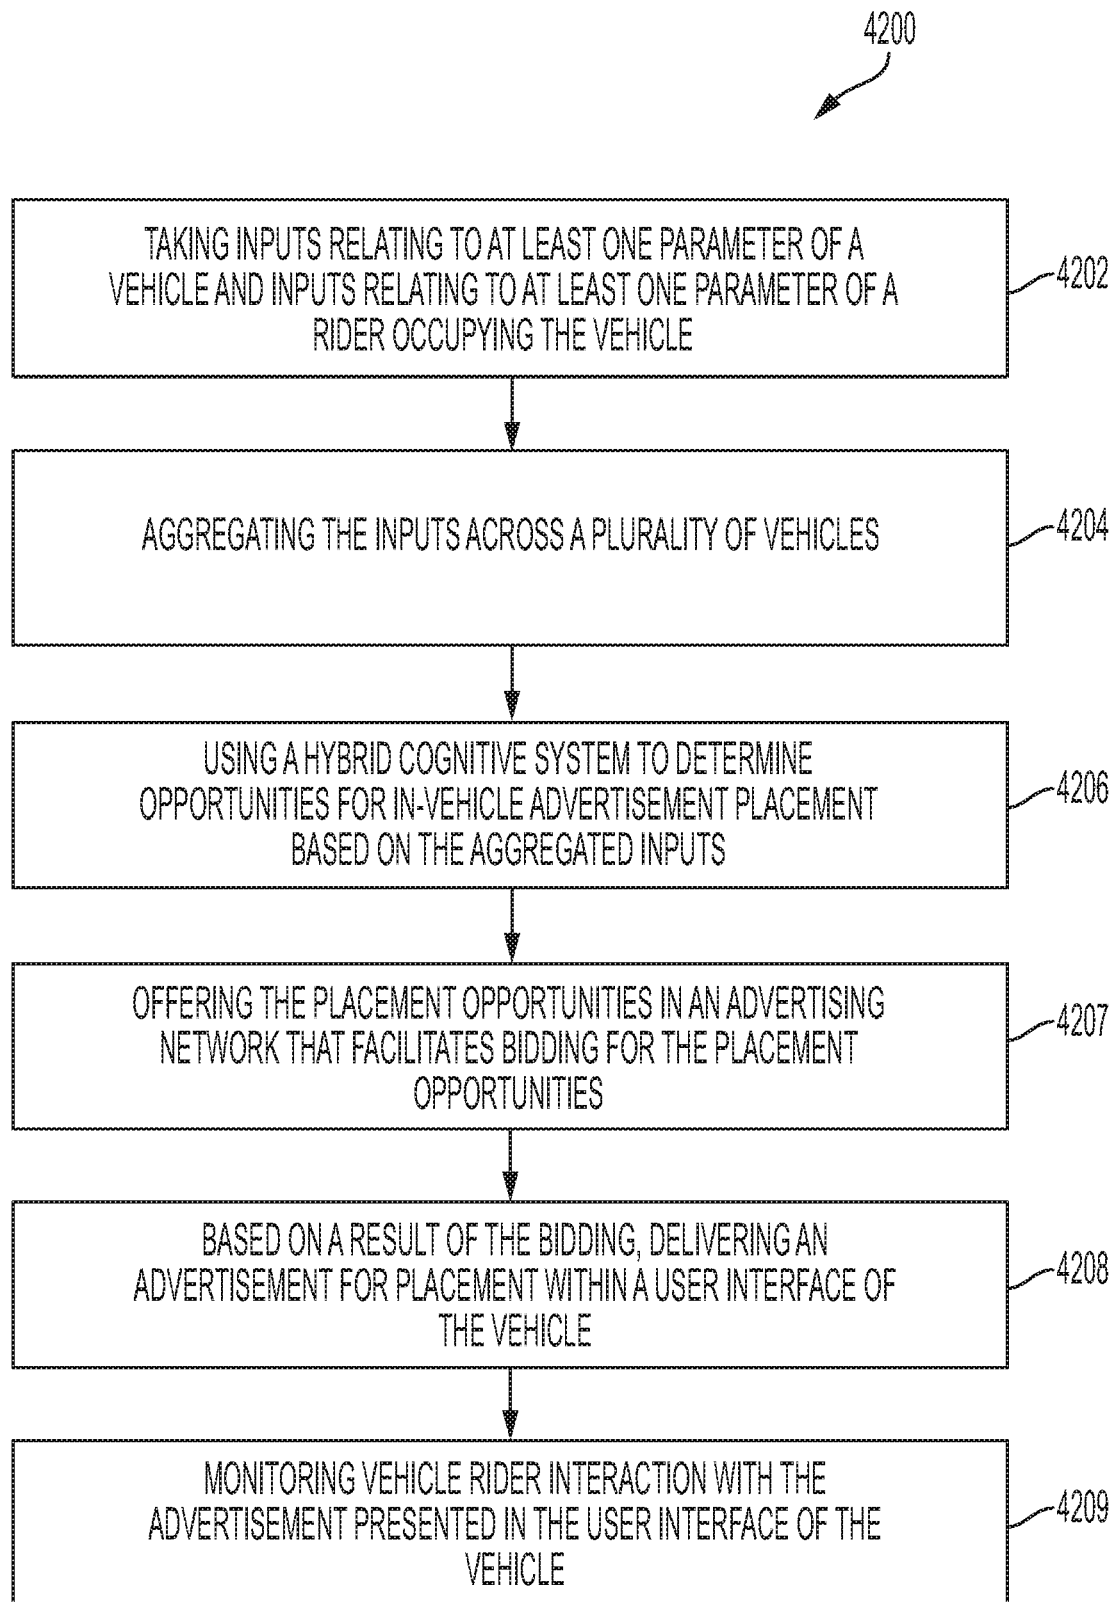 4200
TAKING INPUTS RELATING TO AT LEAST ONE PARAMETER OF A
VEHICLE AND INPUTS RELATING TO AT LEAST ONE PARAMETER OF A
RIDER OCCUPYING THE VEHICLE
4202
AGGREGATING THE INPUTS ACROSS A PLURALITY OF VEHICLES
4204
USING A HYBRID COGNITIVE SYSTEM TO DETERMINE
OPPORTUNITIES FOR IN-VEHICLE ADVERTISEMENT PLACEMENT
BASED ON THE AGGREGATED INPUTS
4206
OFFERING THE PLACEMENT OPPORTUNITIES IN AN ADVERTISING
NETWORK THAT FACILITATES BIDDING FOR THE PLACEMENT
OPPORTUNITIES
4207
BASED ON A RESULT OF THE BIDDING, DELIVERING AN
ADVERTISEMENT FOR PLACEMENT WITHIN A USER INTERFACE OF
THE VEHICLE
4208
MONITORING VEHICLE RIDER INTERACTION WITH THE
ADVERTISEMENT PRESENTED IN THE USER INTERFACE OF THE
VEHICLE
4209